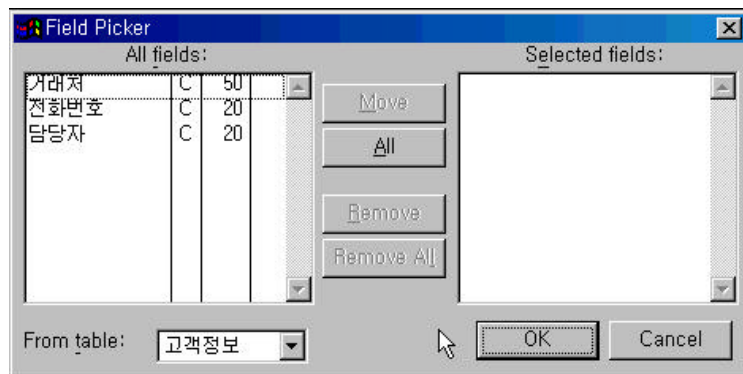 Field Picker
All fields:
Selected fields:
거래처 C 50
전화번호 C 20
담당자 C 20
Move
All
Remove
Remove All
From table:
고객정보
OK
Cancel